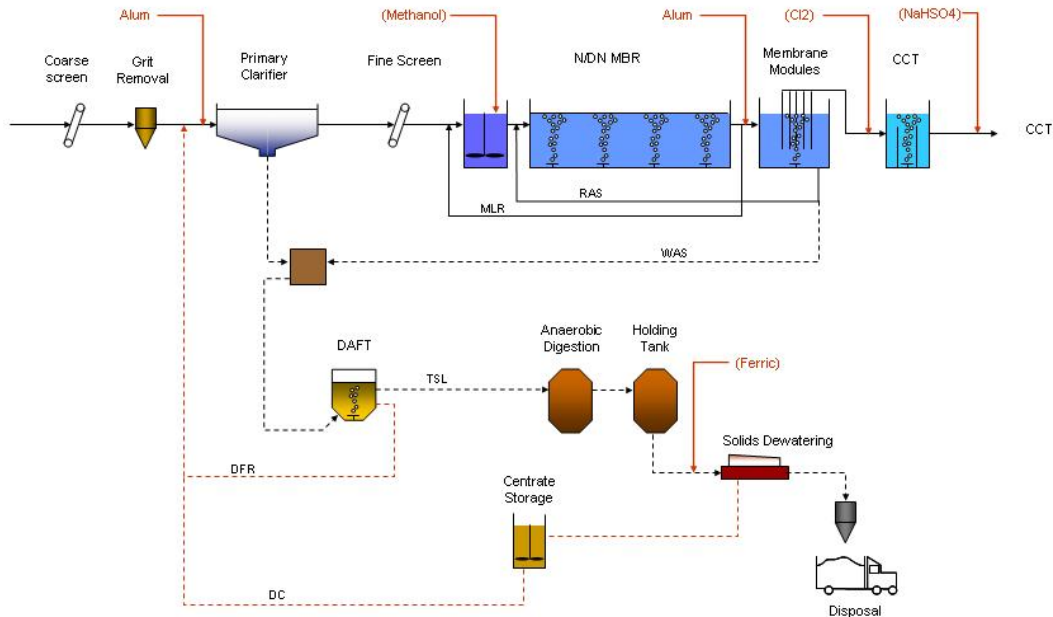 Alum
(Methanol)
Alum
(Cl2)
(NaHSO4)
Coarse
screen
Grit
Removal
Primary
Clarifier
Fine Screen
N/DN MBR
Membrane
Modules
CCT
CCT
RAS
MLR
WAS
DAFT
TSL
Anaerobic
Digestion
Holding
Tank
(Ferric)
Solids Dewatering
DFR
Centrate
Storage
DC
Disposal